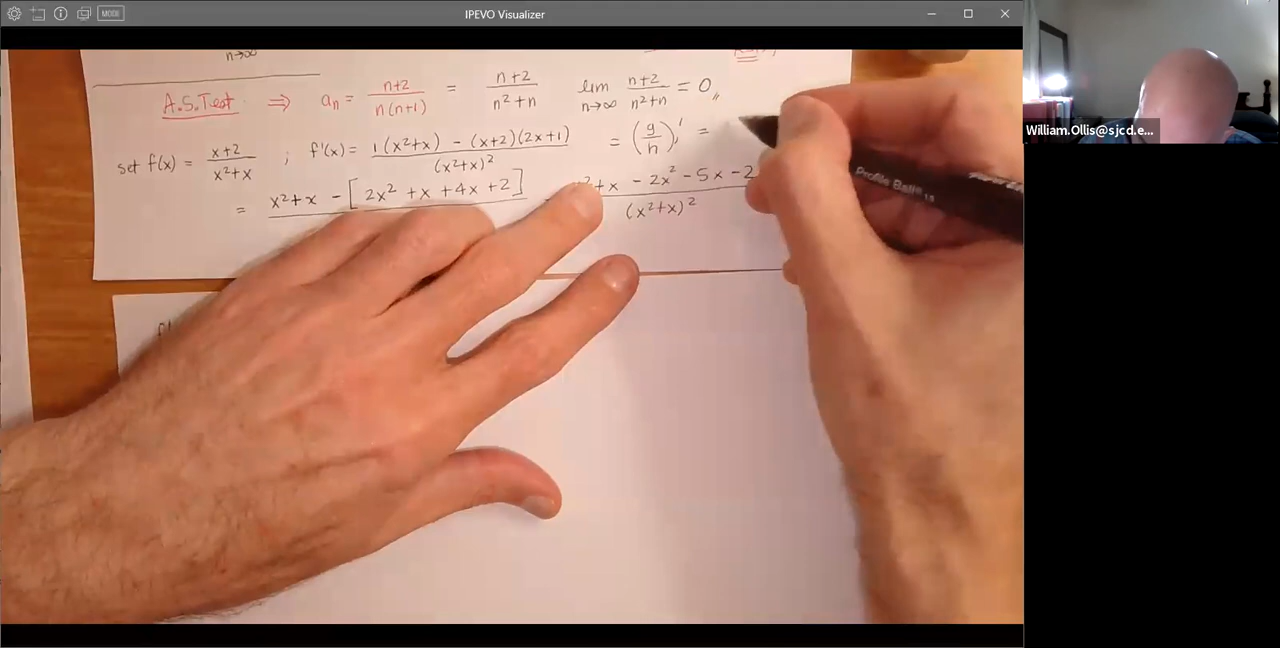 IPEVO Visualizer
MODE
n→∞
A.S.Test ⇒ aₙ = n+2 / n(n+1) = n+2 / n²+n lim n→∞ n+2 / n²+n = 0
set f(x) = x+2 / x²+x ; f'(x) = 1(x²+x) - (x+2)(2x+1) / (x²+x)² = (g/h)' =
= x²+x - [2x² + x + 4x + 2] +x - 2x² - 5x - 2 / (x²+x)²
Profile Ball
William.Ollis@sjcd.e...